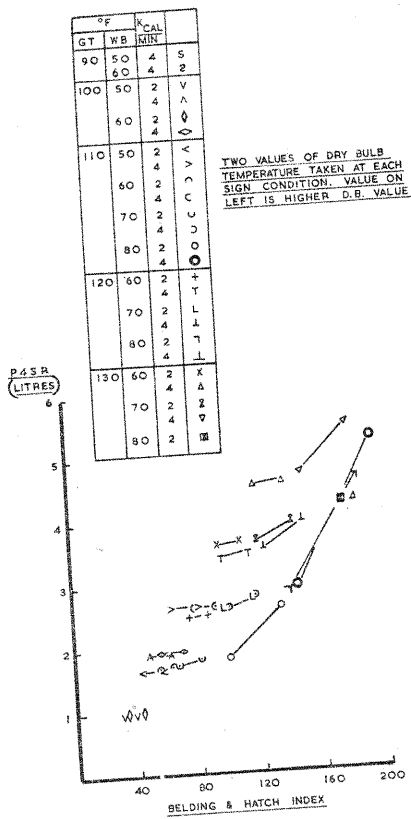 °F K CAL MIN
GT WB
90 50 4 S
60 4 2
100 50 2 V
4 Λ
60 2 ◊
4
110 50 2 <
4 >
60 2 ∩
4 ⊂
70 2 ∪
4 ⊃
80 2 O
4 O
120 60 2 +
4 T
70 2 L
4 ⊥
80 2 ┐
4 ⊥
130 60 2 X
4 Δ
70 2
4 ∇
80 2 ■
TWO VALUES OF DRY BULB
TEMPERATURE TAKEN AT EACH
SIGN CONDITION. VALUE ON
LEFT IS HIGHER D.B. VALUE
P4SR
(LITRES)
6
5
4
3
2
1
40 80 120 160 200
BELDING & HATCH INDEX